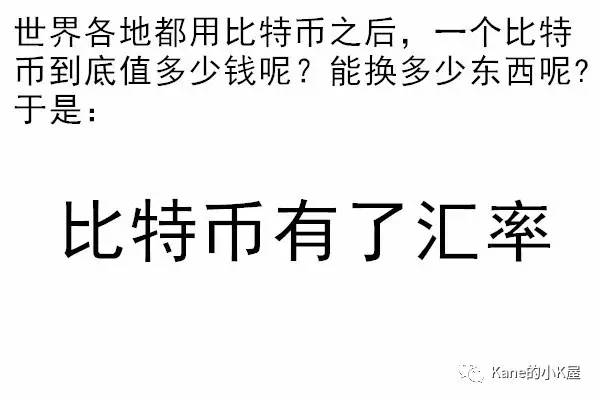 世界各地都用比特币之后，一个比特
币到底值多少钱呢？能换多少东西呢?
于是：
比特币有了汇率
Kane的小K屋